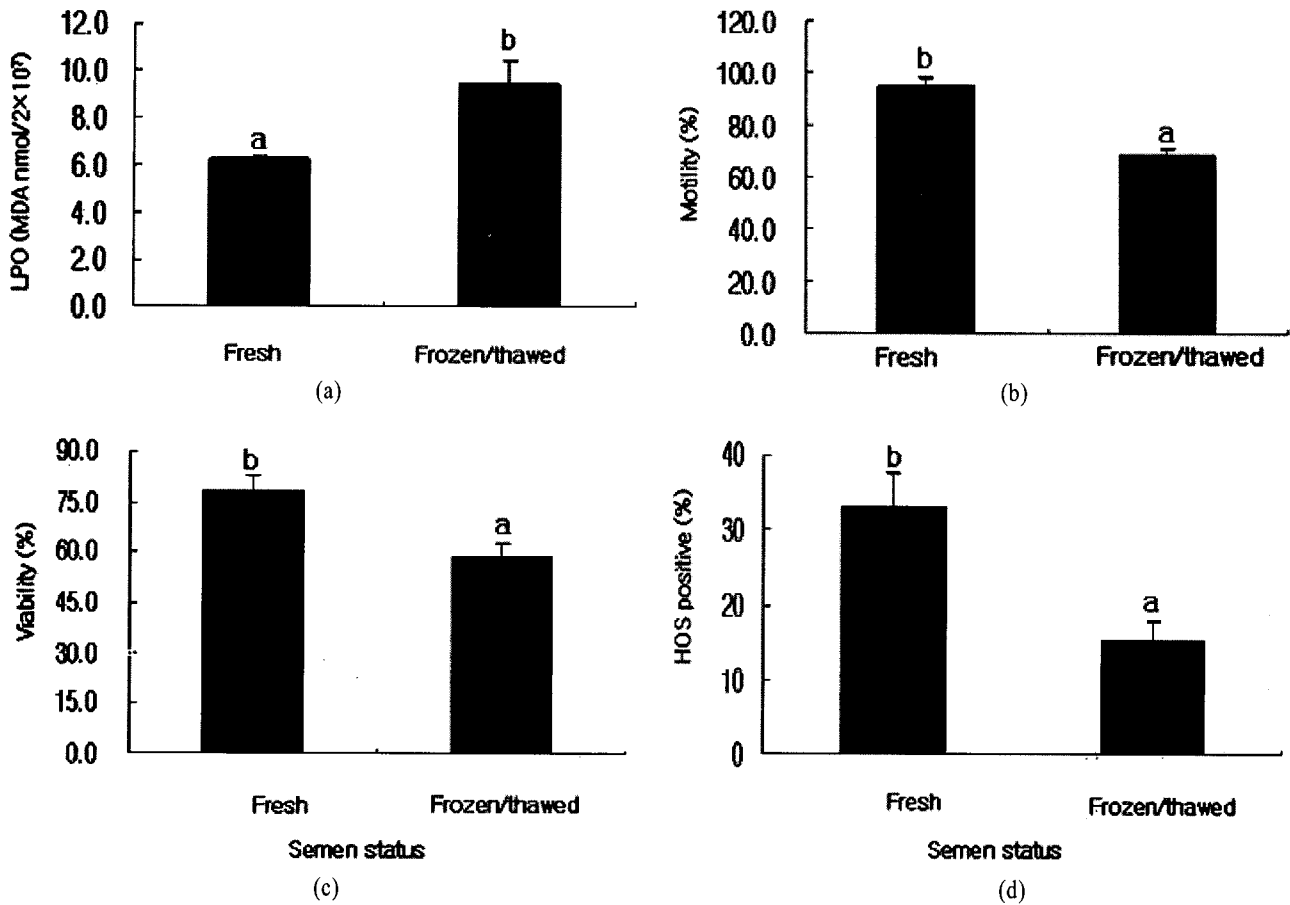 LPO (MDA nmol/2×10⁷)
12.0
10.0
8.0
6.0
4.0
2.0
0.0
a
b
Fresh
Frozen/thawed
(a)
Motility (%)
120.0
100.0
80.0
60.0
40.0
20.0
0.0
b
a
Fresh
Frozen/thawed
(b)
Viability (%)
90.0
75.0
60.0
45.0
30.0
15.0
0.0
b
a
Fresh
Frozen/thawed
Semen status
(c)
HOS positive (%)
40
30
20
10
0
b
a
Fresh
Frozen/thawed
Semen status
(d)